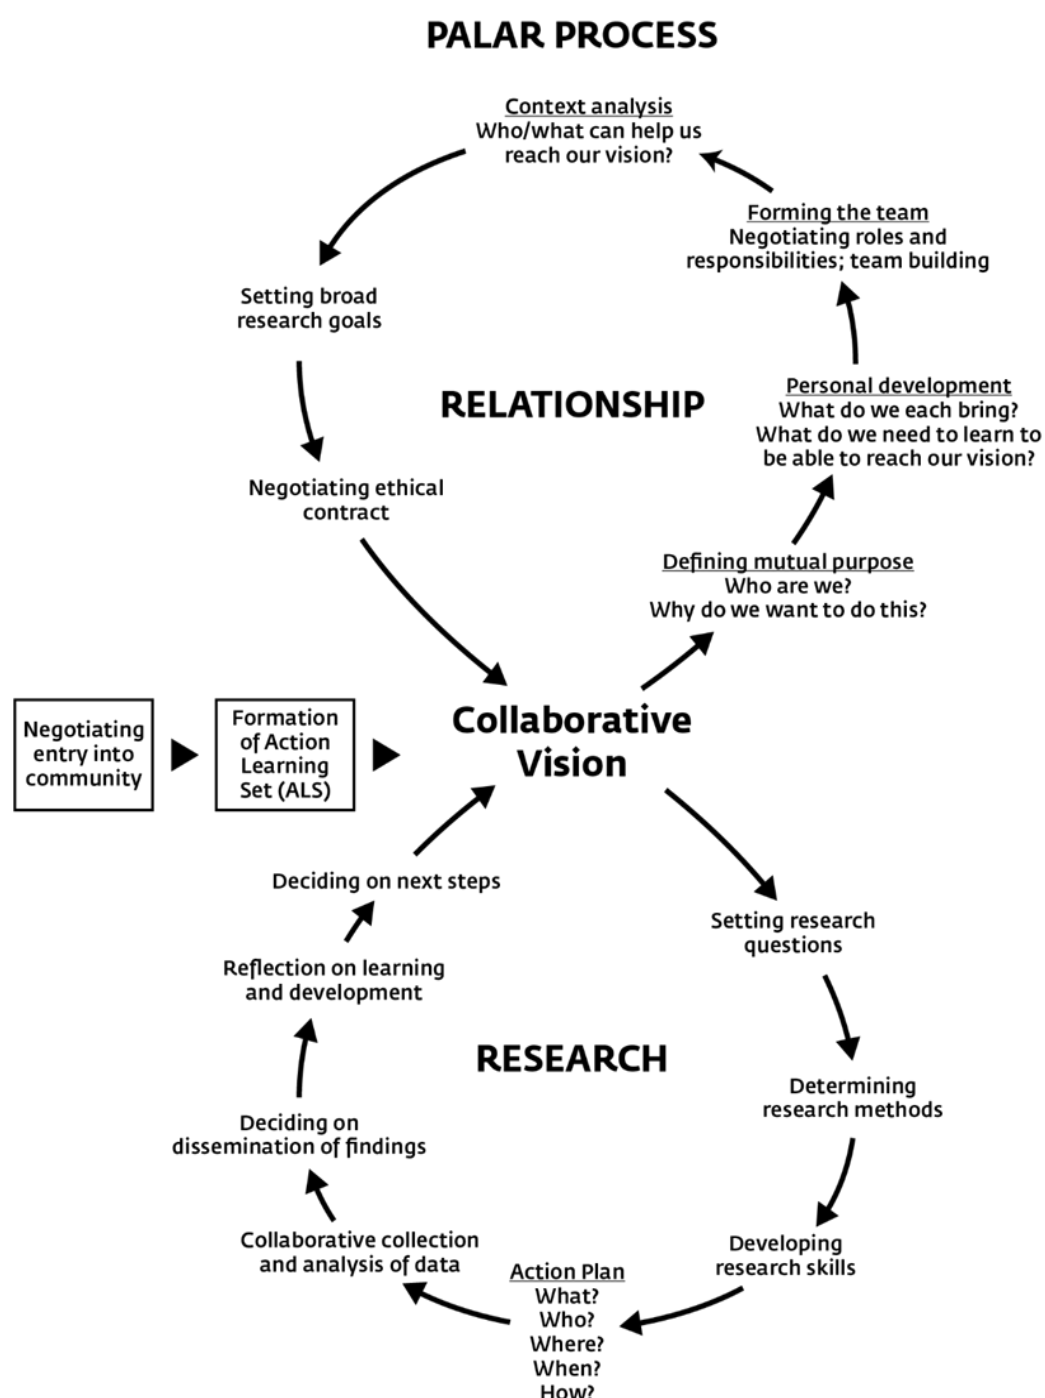 PALAR PROCESS
Context analysis
Who/what can help us
reach our vision?
Forming the team
Negotiating roles and
responsibilities; team building
Setting broad
research goals
RELATIONSHIP
Personal development
What do we each bring?
What do we need to learn to
be able to reach our vision?
Negotiating ethical
contract
Defining mutual purpose
Who are we?
Why do we want to do this?
Negotiating
entry into
community
Formation
of Action
Learning
Set (ALS)
Collaborative
Vision
Deciding on next steps
Setting research
questions
Reflection on learning
and development
RESEARCH
Determining
research methods
Deciding on
dissemination of findings
Collaborative collection
and analysis of data
Developing
research skills
Action Plan
What?
Who?
Where?
When?
How?